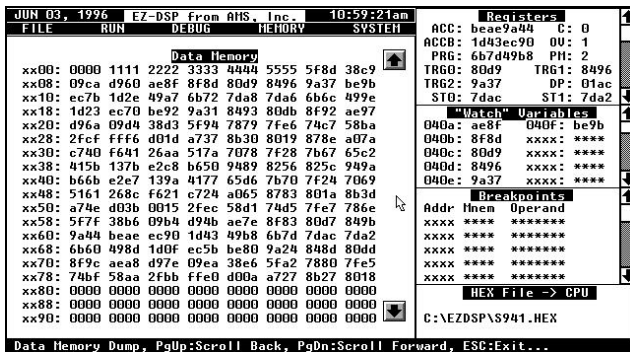 JUN 03, 1996 EZ-DSP from AMS, Inc. 10:59:21am
FILE RUN DEBUG MEMORY SYSTEM
Data Memory
xx00: 0000 1111 2222 3333 4444 5555 5f8d 38c9
xx08: 09ca d960 ae8f 8f8d 80d9 8496 9a37 be9b
xx10: ec7b 1d2e 49a7 6b72 7da8 7da6 6b6c 499e
xx18: 1d23 ec70 be92 9a31 8493 80db 8f92 ae97
xx20: d96a 09d4 38d3 5f94 7879 7fe6 74c7 58ba
xx28: 2fcf fff6 d01d a737 8b30 8019 878e a07a
xx30: c740 f641 26aa 517a 7078 7f28 7b67 65c2
xx38: 415b 137b e2c8 b650 9489 8256 825c 949a
xx40: b66b e2e7 139a 4177 65d6 7b70 7f24 7069
xx48: 5161 268c f621 c724 a065 8783 801a 8b3d
xx50: a74e d03b 0015 2fec 58d1 74d5 7fe7 786e
xx58: 5f7f 38b6 09b4 d94b ae7e 8f83 80d7 849b
xx60: 9a44 beae ec90 1d43 49b8 6b7d 7dac 7da2
xx68: 6b60 498d 1d0f ec5b be80 9a24 848d 80dd
xx70: 8f9c aea8 d97e 09ea 38e6 5fa2 7880 7fe5
xx78: 74bf 58aa 2fbb ffe0 d00a a727 8b27 8018
xx80: 0000 0000 0000 0000 0000 0000 0000 0000
xx88: 0000 0000 0000 0000 0000 0000 0000 0000
xx90: 0000 0000 0000 0000 0000 0000 0000 0000
Registers
ACC: beae9a44 C: 0
ACCB: 1d43ec90 OV: 1
PRG: 6b7d49b8 PM: 2
TRG0: 80d9 TRG1: 8496
TRG2: 9a37 DP: 01ac
ST0: 7dac ST1: 7da2
"Watch" Variables
040a: ae8f 040f: be9b
040b: 8f8d xxxx: ****
040c: 80d9 xxxx: ****
040d: 8496 xxxx: ****
040e: 9a37 xxxx: ****
Breakpoints
Addr Mnem Operand
xxxx **** *******
xxxx **** *******
xxxx **** *******
xxxx **** *******
xxxx **** *******
HEX File -> CPU
C:\EZDSP\S941.HEX
Data Memory Dump, PgUp:Scroll Back, PgDn:Scroll Forward, ESC:Exit...